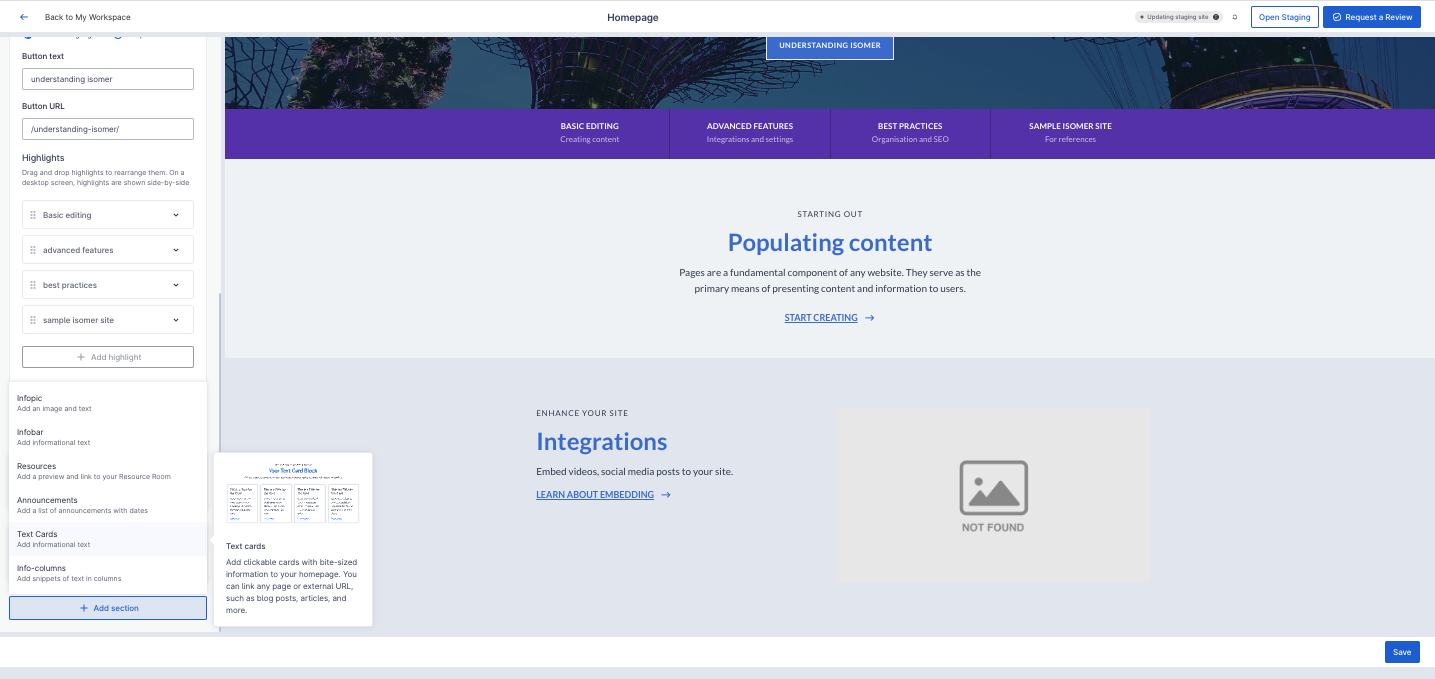 Back to My Workspace
Homepage
Updating staging site
Open Staging
Request a Review
Button text
understanding isomer
Button URL
/understanding-isomer/
Highlights
Drag and drop highlights to rearrange them. On a
desktop screen, highlights are shown side-by-side
Basic editing
advanced features
best practices
sample isomer site
Add highlight
Infopic
Add an image and text
Infobar
Add informational text
Resources
Add a preview and link to your Resource Room
Announcements
Add a list of announcements with dates
Text Cards
Add informational text
Info-columns
Add snippets of text in columns
Add section
Your Text Card Block
Text cards
Add clickable cards with bite-sized
information to your homepage. You
can link any page or external URL,
such as blog posts, articles, and
more.
UNDERSTANDING ISOMER
BASIC EDITING
Creating content
ADVANCED FEATURES
Integrations and settings
BEST PRACTICES
Organisation and SEO
SAMPLE ISOMER SITE
For references
STARTING OUT
Populating content
Pages are a fundamental component of any website. They serve as the
primary means of presenting content and information to users.
START CREATING
ENHANCE YOUR SITE
Integrations
Embed videos, social media posts to your site.
LEARN ABOUT EMBEDDING
NOT FOUND
Save